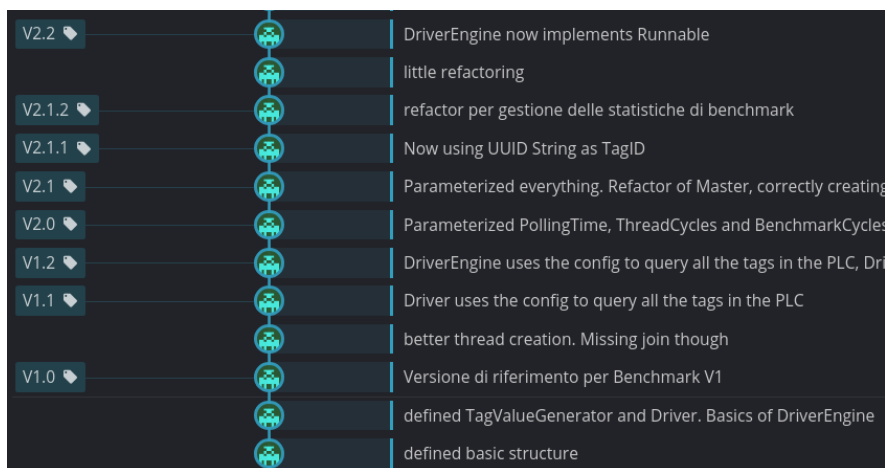 V2.2 DriverEngine now implements Runnable
little refactoring
V2.1.2 refactor per gestione delle statistiche di benchmark
V2.1.1 Now using UUID String as TagID
V2.1 Parameterized everything. Refactor of Master, correctly creating
V2.0 Parameterized PollingTime, ThreadCycles and BenchmarkCycles
V1.2 DriverEngine uses the config to query all the tags in the PLC, Dri
V1.1 Driver uses the config to query all the tags in the PLC
better thread creation. Missing join though
V1.0 Versione di riferimento per Benchmark V1
defined TagValueGenerator and Driver. Basics of DriverEngine
defined basic structure